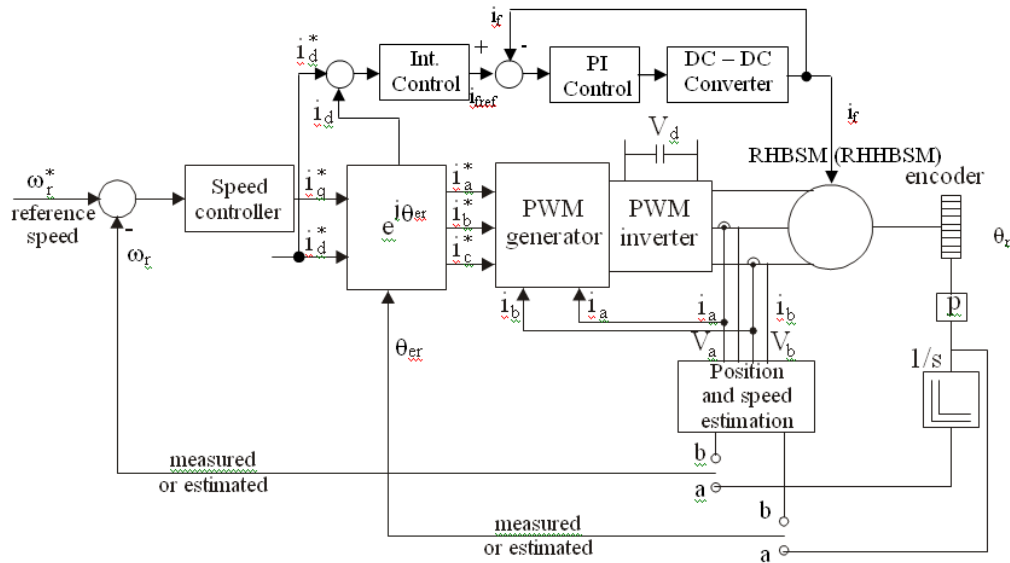 i_f
i_d^*
Int.
Control
+
-
i_fref
PI
Control
DC – DC
Converter
i_f
i_d
V_d
RHBSM (RHHBSM)
encoder
ω_r^*
reference
speed
-
ω_r
Speed
controller
i_q^*
i_d^*
e^jθer
i_a^*
i_b^*
i_c^*
PWM
generator
PWM
inverter
θ_r
p
i_b
i_a
i_a
i_b
V_a
V_b
θ_er
1/s
Position
and speed
estimation
b
a
measured
or estimated
b
a
measured
or estimated